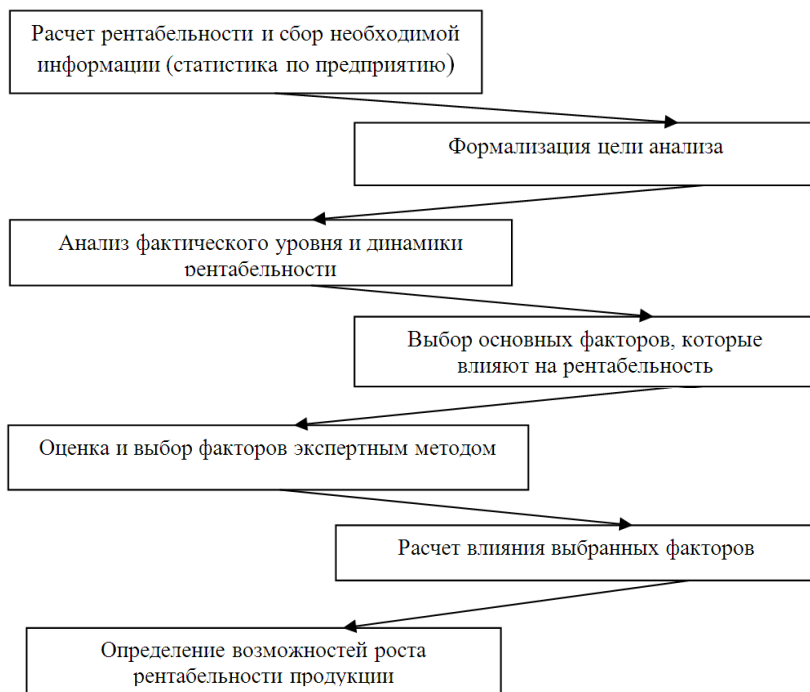 Расчет рентабельности и сбор необходимой
информации (статистика по предприятию)
Формализация цели анализа
Анализ фактического уровня и динамики
рентабельности
Выбор основных факторов, которые
влияют на рентабельность
Оценка и выбор факторов экспертным методом
Расчет влияния выбранных факторов
Определение возможностей роста
рентабельности продукции